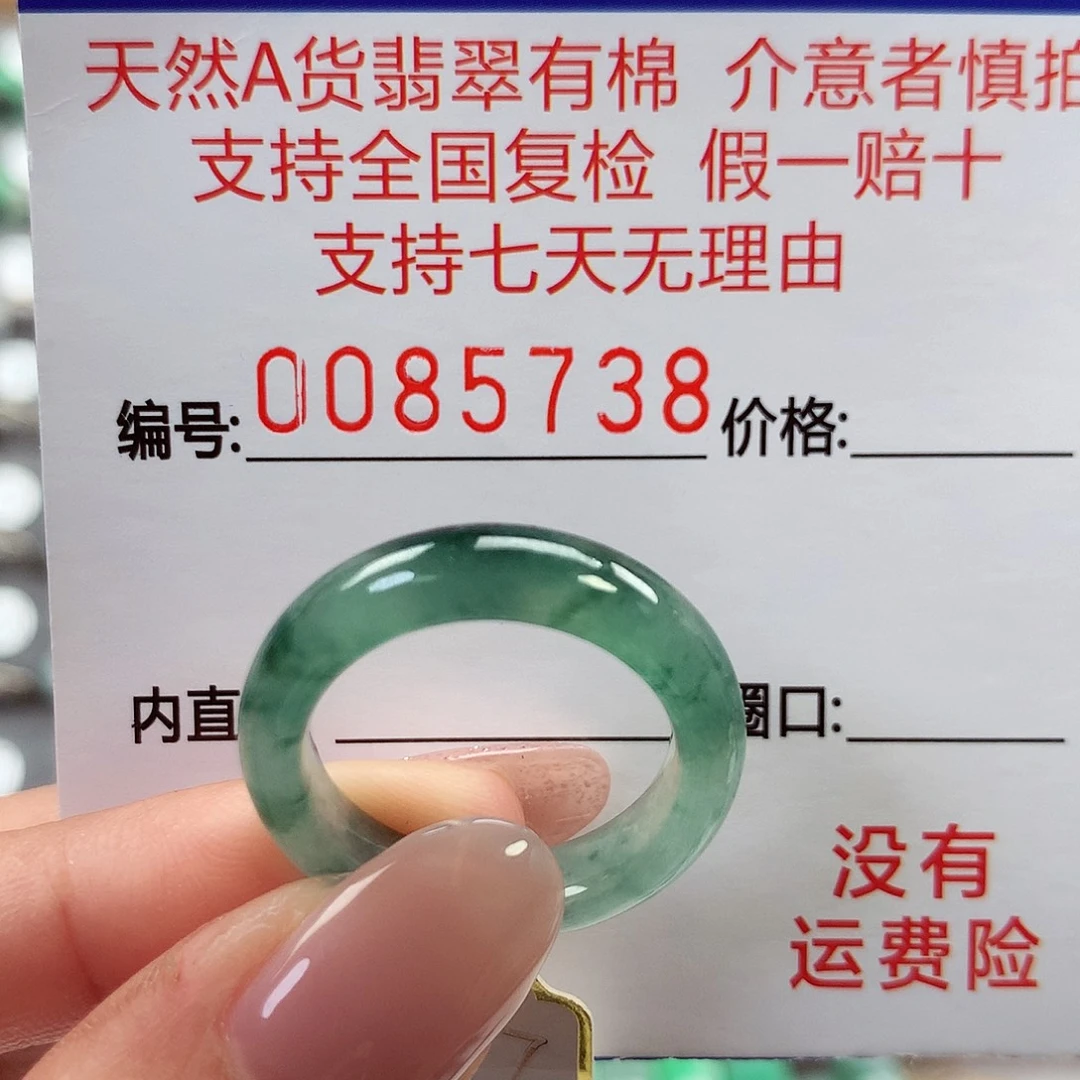 天然A货翡翠有棉 介意者慎拍
支持全国复检 假一赔十
支持七天无理由
编号: 0085738 价格:
内直 圈口:
没有
运费险